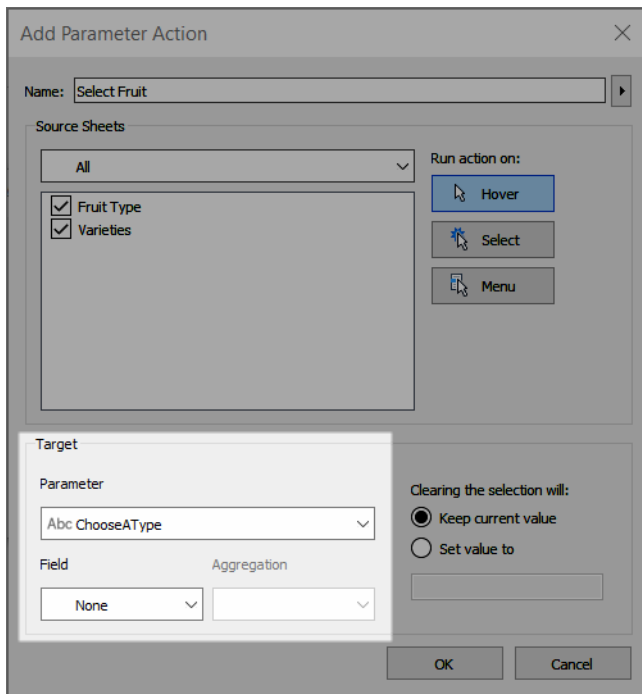 Add Parameter Action
Name: Select Fruit
Source Sheets
All
Run action on:
Fruit Type
Varieties
Hover
Select
Menu
Target
Parameter
Abc ChooseAType
Field
Aggregation
None
Clearing the selection will:
Keep current value
Set value to
OK
Cancel